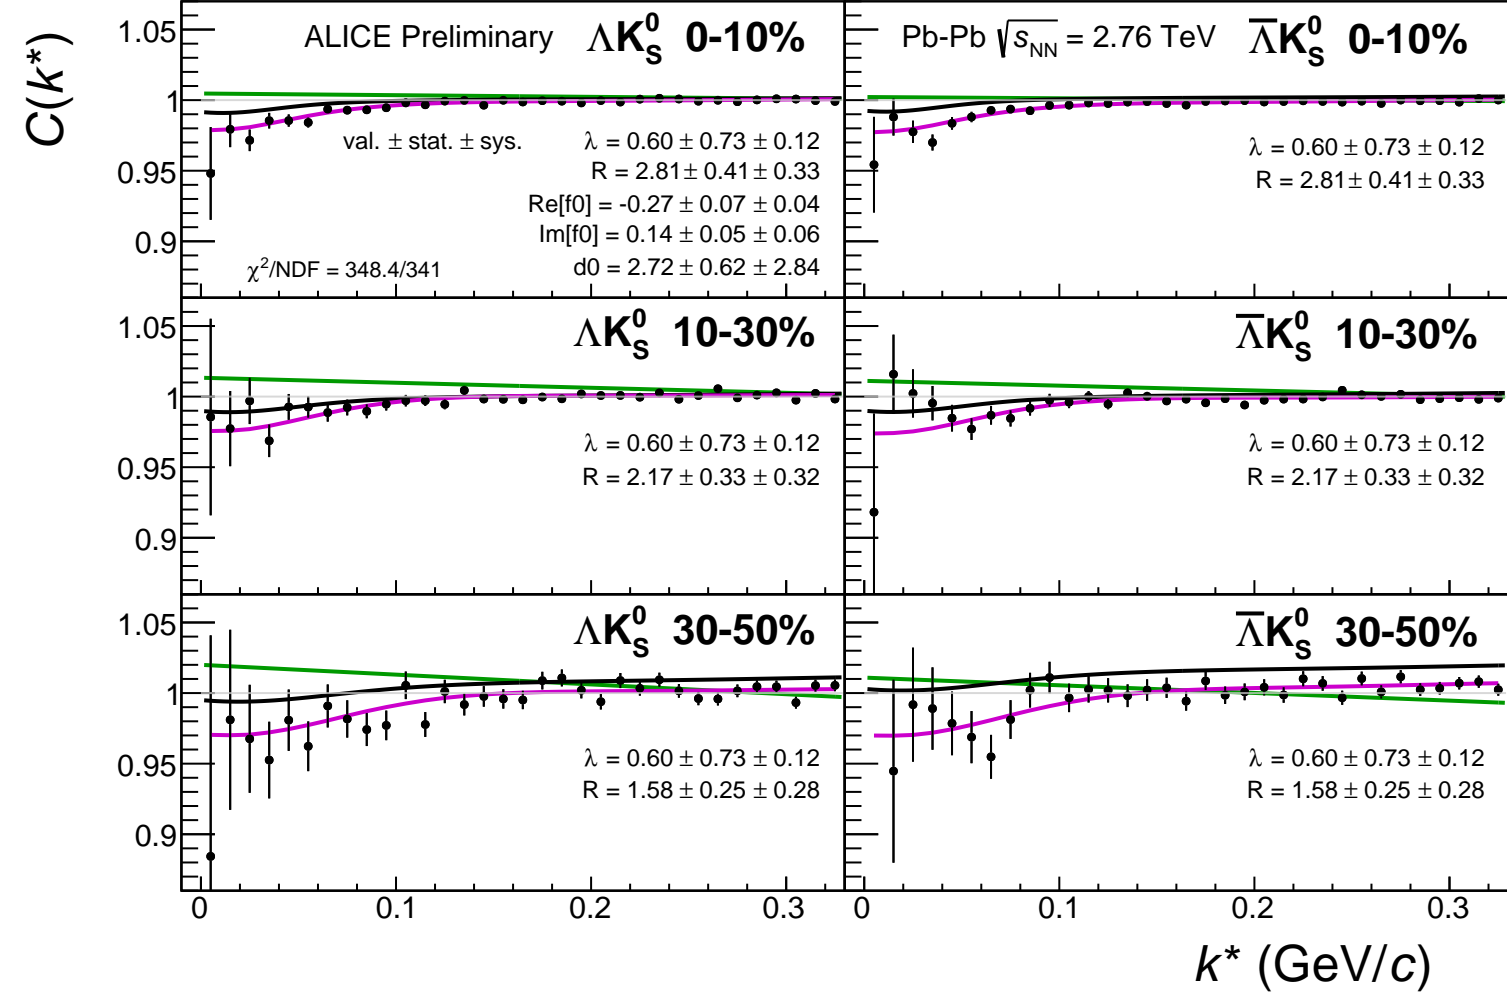 C(k*)
ALICE Preliminary ΛK⁰_S 0-10%
val. ± stat. ± sys.
λ = 0.60 ± 0.73 ± 0.12
R = 2.81± 0.41 ± 0.33
Re[f0] = -0.27 ± 0.07 ± 0.04
Im[f0] = 0.14 ± 0.05 ± 0.06
χ²/NDF = 348.4/341
d0 = 2.72 ± 0.62 ± 2.84
1.05
1
0.95
0.9
Pb-Pb √s_NN = 2.76 TeV Λ̅K⁰_S 0-10%
λ = 0.60 ± 0.73 ± 0.12
R = 2.81± 0.41 ± 0.33
ΛK⁰_S 10-30%
λ = 0.60 ± 0.73 ± 0.12
R = 2.17 ± 0.33 ± 0.32
1.05
1
0.95
0.9
Λ̅K⁰_S 10-30%
λ = 0.60 ± 0.73 ± 0.12
R = 2.17 ± 0.33 ± 0.32
ΛK⁰_S 30-50%
λ = 0.60 ± 0.73 ± 0.12
R = 1.58 ± 0.25 ± 0.28
1.05
1
0.95
0.9
Λ̅K⁰_S 30-50%
λ = 0.60 ± 0.73 ± 0.12
R = 1.58 ± 0.25 ± 0.28
0 0.1 0.2 0.3
0 0.1 0.2 0.3
k* (GeV/c)